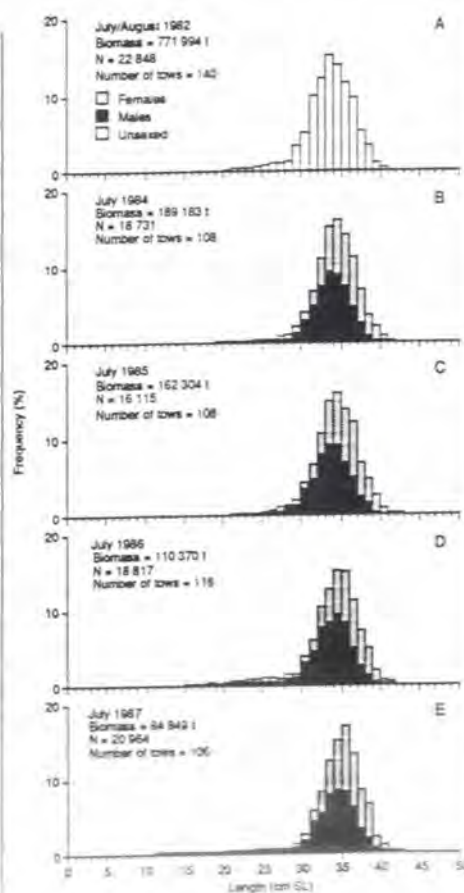 20
10
0
July/August 1982
Biomass = 771 994 t
N = 22 848
Number of tows = 140
Females
Males
Unsexed
A
20
10
0
July 1984
Biomass = 189 183 t
N = 18 731
Number of tows = 108
B
Frequency (%)
20
10
0
July 1985
Biomass = 162 304 t
N = 16 115
Number of tows = 108
C
20
10
0
July 1986
Biomass = 110 370 t
N = 18 817
Number of tows = 116
D
20
10
0
July 1987
Biomass = 84 849 t
N = 20 964
Number of tows =
E
0 5 10 15 20 25 30 35 40 45 50
Length (cm SL)